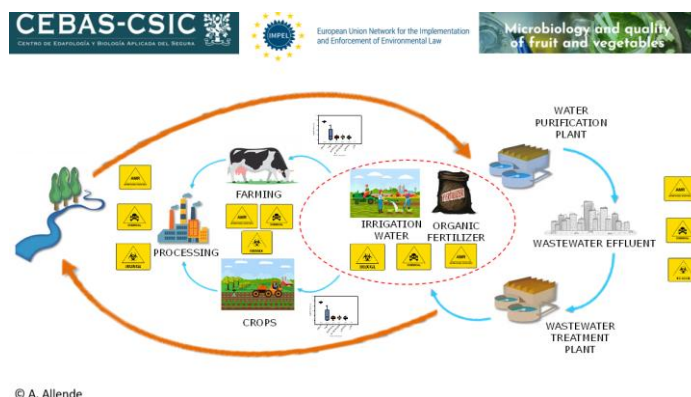 CEBAS-CSIC
CENTRO DE EDAFOLOGÍA Y BIOLOGÍA APLICADA DEL SEGURA
IMPEL
European Union Network for the Implementation
and Enforcement of Environmental Law
Microbiology and quality
of fruit and vegetables
WATER
PURIFICATION
PLANT
FARMING
IRRIGATION
WATER
ORGANIC
FERTILIZER
PROCESSING
WASTEWATER EFFLUENT
CROPS
WASTEWATER
TREATMENT
PLANT
© A. Allende